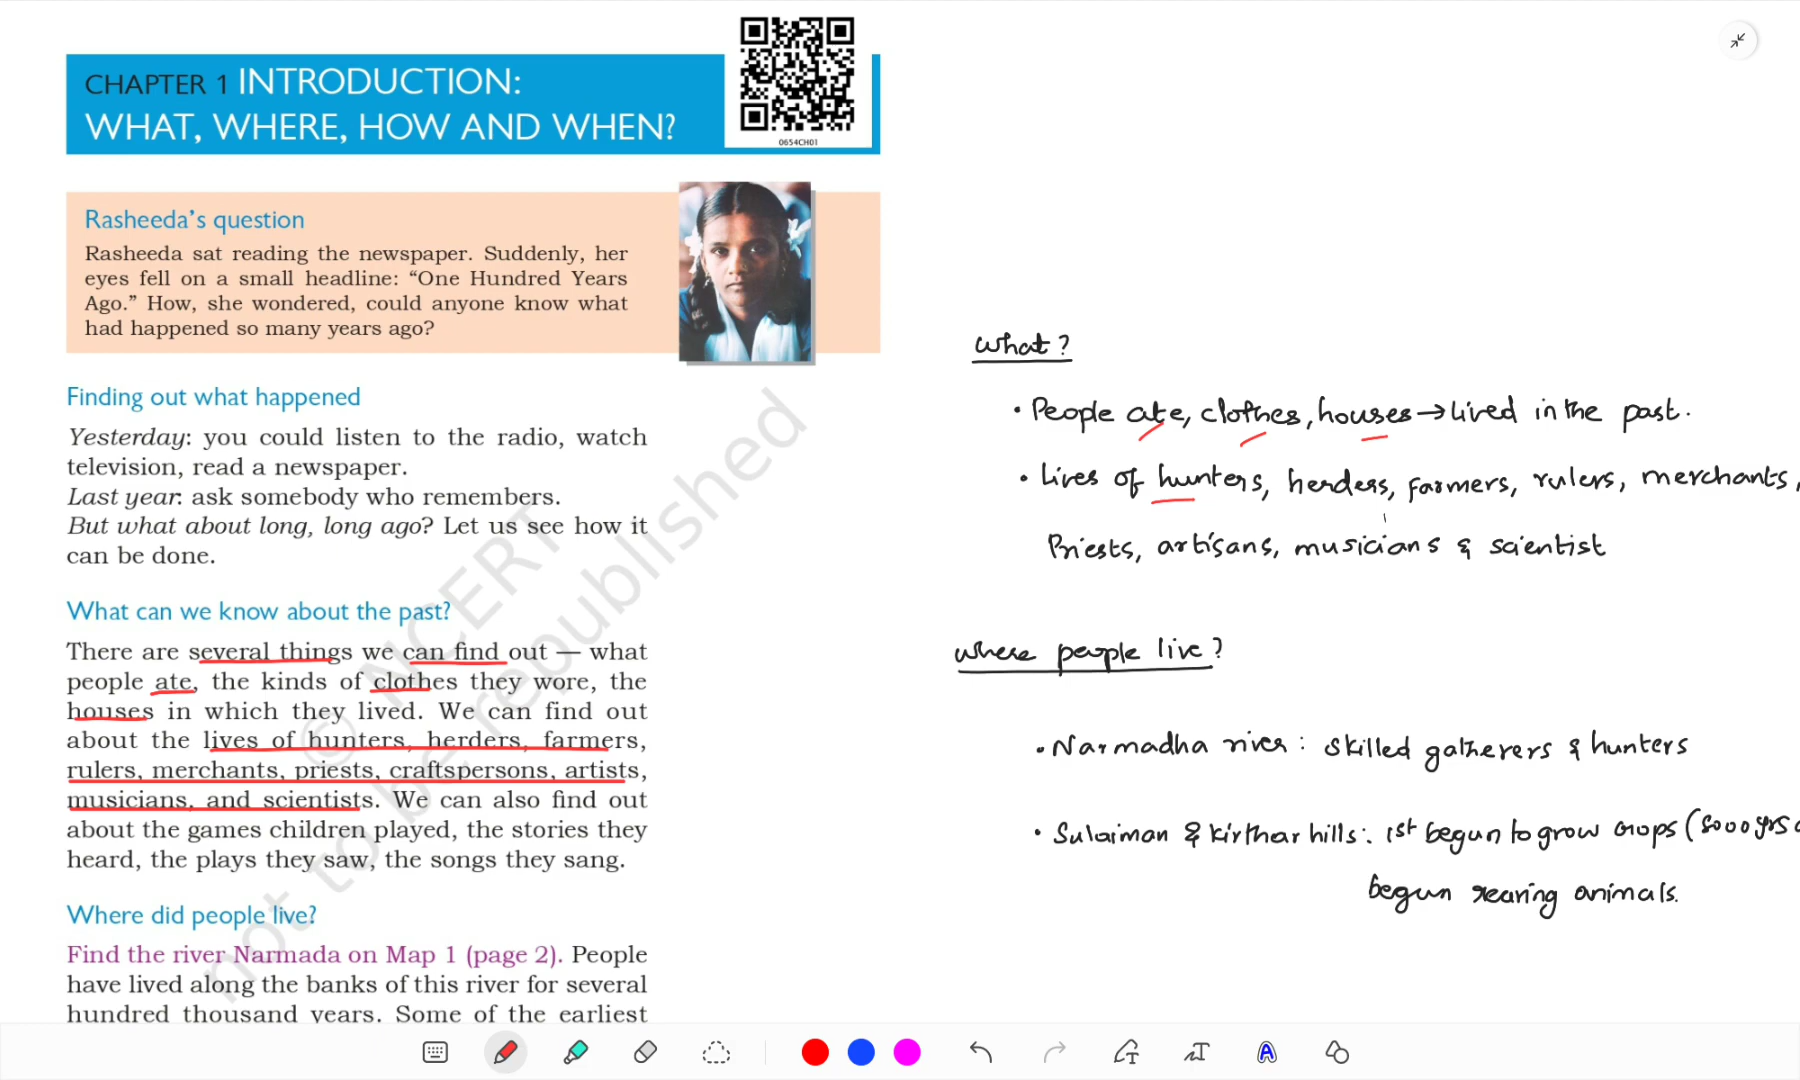 CHAPTER 1 INTRODUCTION:
WHAT, WHERE, HOW AND WHEN?
0654CH01
Rasheeda's question
Rasheeda sat reading the newspaper. Suddenly, her
eyes fell on a small headline: “One Hundred Years
Ago.” How, she wondered, could anyone know what
had happened so many years ago?
Finding out what happened
Yesterday: you could listen to the radio, watch
television, read a newspaper.
Last year: ask somebody who remembers.
But what about long, long ago? Let us see how it
can be done.
What can we know about the past?
There are several things we can find out — what
people ate, the kinds of clothes they wore, the
houses in which they lived. We can find out
about the lives of hunters, herders, farmers,
rulers, merchants, priests, craftspersons, artists,
musicians, and scientists. We can also find out
about the games children played, the stories they
heard, the plays they saw, the songs they sang.
Where did people live?
Find the river Narmada on Map 1 (page 2). People
have lived along the banks of this river for several
hundred thousand years. Some of the earliest
© NCERT
not to be republished
What?
• People ate, clothes, houses → lived in the past.
• Lives of hunters, herders, farmers, rulers, merchants,
Priests, artisans, musicians & scientist
where people live?
• Narmadha river: skilled gatherers & hunters
• Sulaiman & kirthar hills: 1st begun to grow crops (8000 yrs
begun rearing animals.